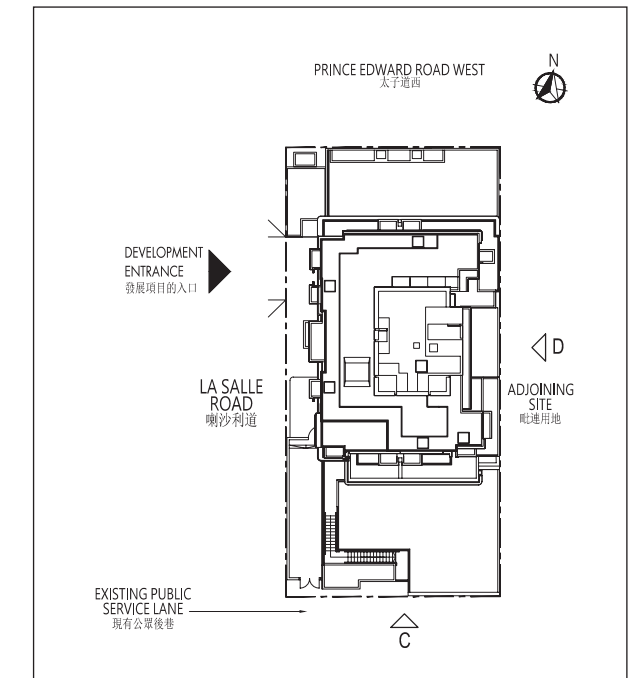 N
PRINCE EDWARD ROAD WEST
太子道西
DEVELOPMENT
ENTRANCE
發展項目的入口
D
LA SALLE
ROAD
喇沙利道
ADJOINING
SITE
毗連用地
EXISTING PUBLIC
SERVICE LANE
現有公眾後巷
C